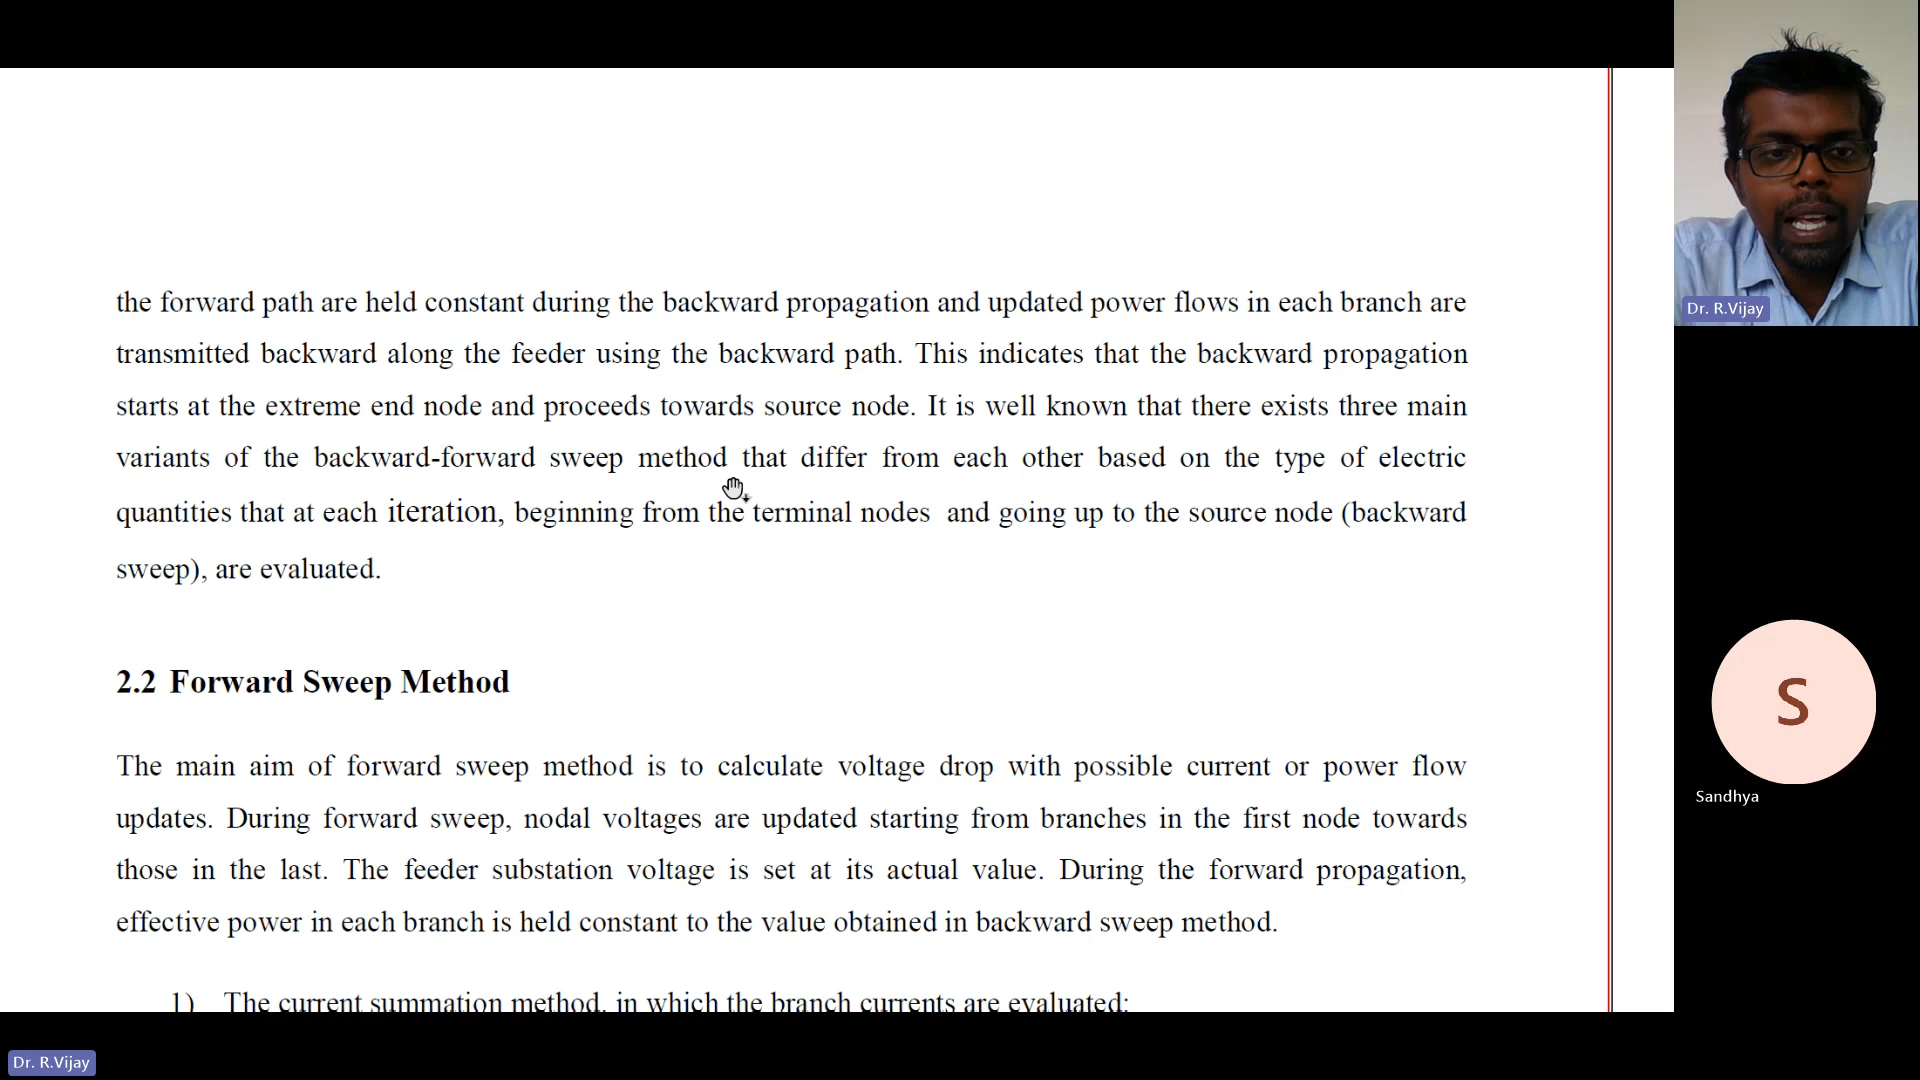 the forward path are held constant during the backward propagation and updated power flows in each branch are
transmitted backward along the feeder using the backward path. This indicates that the backward propagation
starts at the extreme end node and proceeds towards source node. It is well known that there exists three main
variants of the backward-forward sweep method that differ from each other based on the type of electric
quantities that at each iteration, beginning from the terminal nodes and going up to the source node (backward
sweep), are evaluated.
2.2 Forward Sweep Method
The main aim of forward sweep method is to calculate voltage drop with possible current or power flow
updates. During forward sweep, nodal voltages are updated starting from branches in the first node towards
those in the last. The feeder substation voltage is set at its actual value. During the forward propagation,
effective power in each branch is held constant to the value obtained in backward sweep method.
1) The current summation method, in which the branch currents are evaluated;
Dr. R.Vijay
S
Sandhya
Dr. R.Vijay